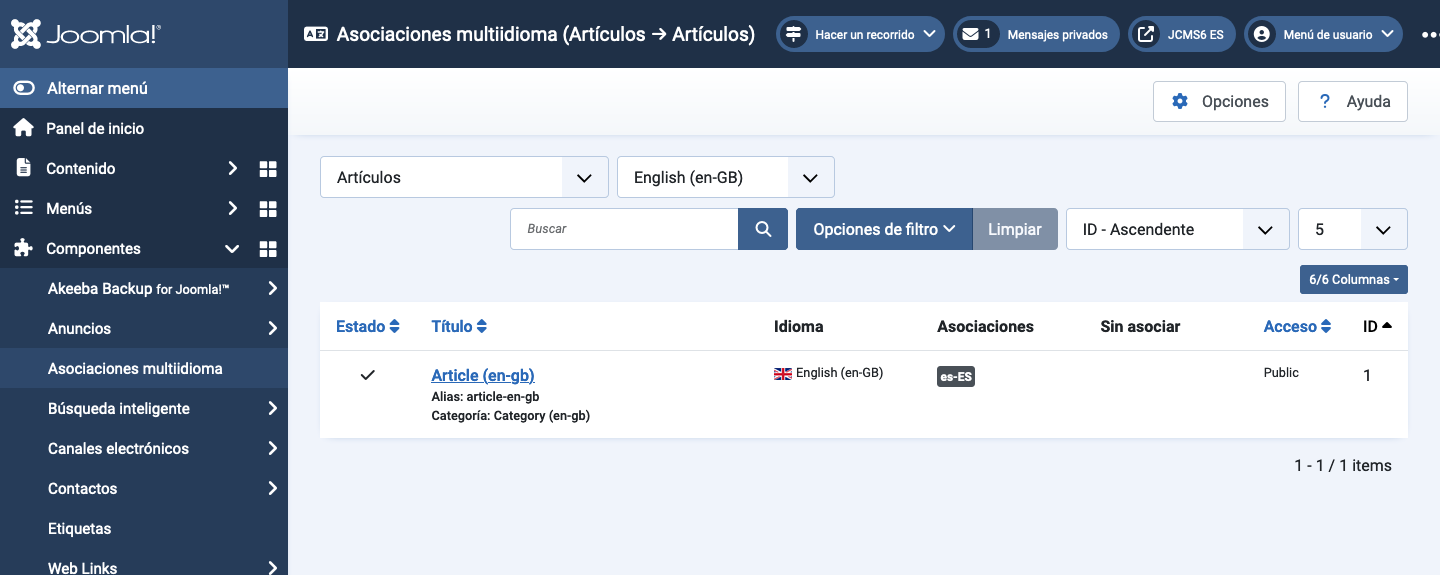 Joomla!®
Asociaciones multiidioma (Artículos → Artículos)
Hacer un recorrido
1 Mensajes privados
JCMS6 ES
Menú de usuario
Alternar menú
Panel de inicio
Contenido
Menús
Componentes
Akeeba Backup for Joomla!™
Anuncios
Asociaciones multiidioma
Búsqueda inteligente
Canales electrónicos
Contactos
Etiquetas
Web Links
Opciones
? Ayuda
Artículos
English (en-GB)
Buscar
Opciones de filtro
Limpiar
ID - Ascendente
5
6/6 Columnas
Estado Título Idioma Asociaciones Sin asociar Acceso ID
Article (en-gb) English (en-GB) es-ES Public 1
Alias: article-en-gb
Categoría: Category (en-gb)
1 - 1 / 1 items